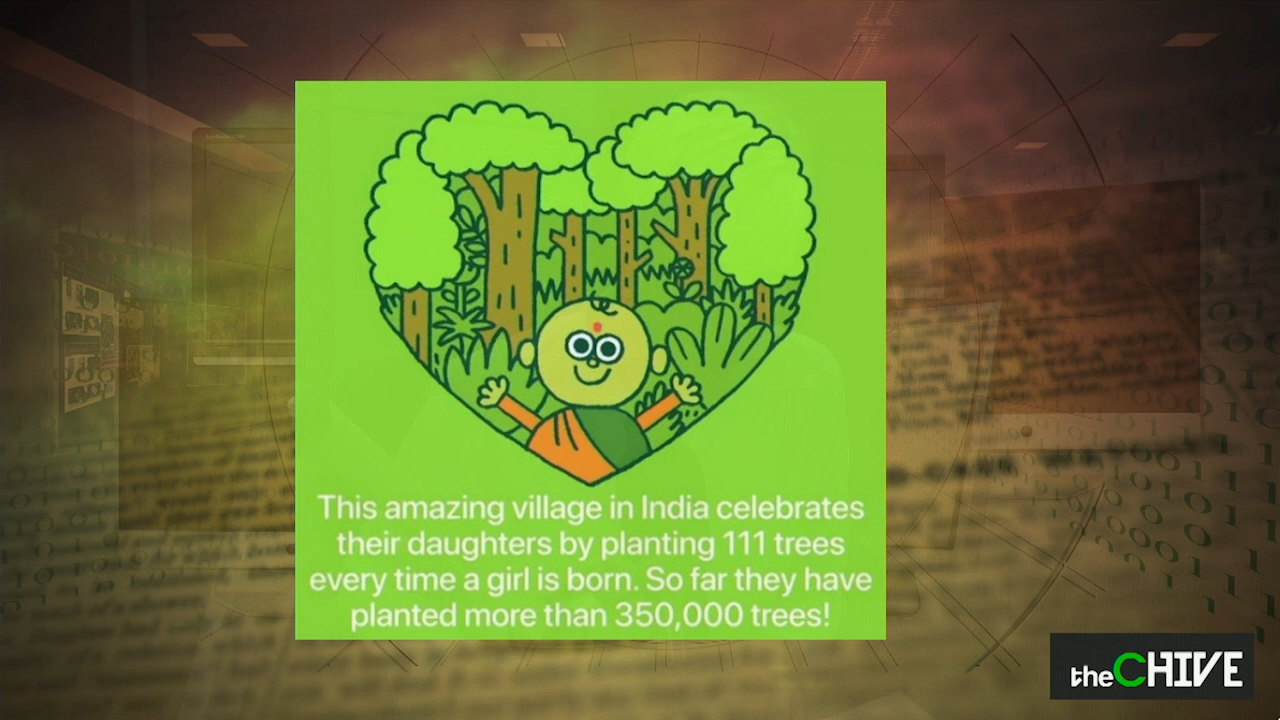 This amazing village in India celebrates
their daughters by planting 111 trees
every time a girl is born. So far they have
planted more than 350,000 trees!
theCHIVE